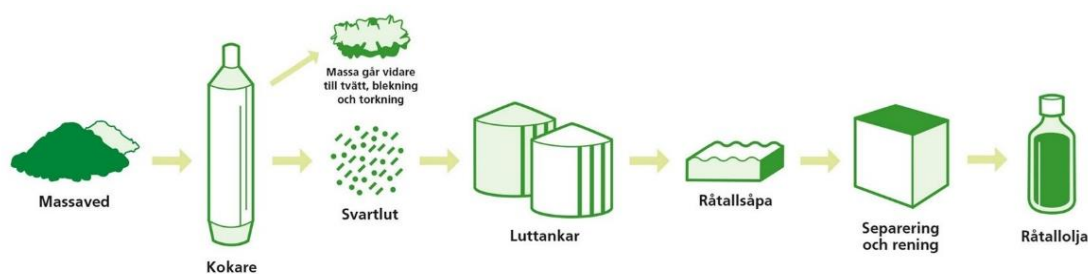 Massaved
Kokare
Massa går vidare
till tvätt, blekning
och torkning
Svartlut
Luttankar
Råtallsåpa
Separering
och rening
Råtallolja